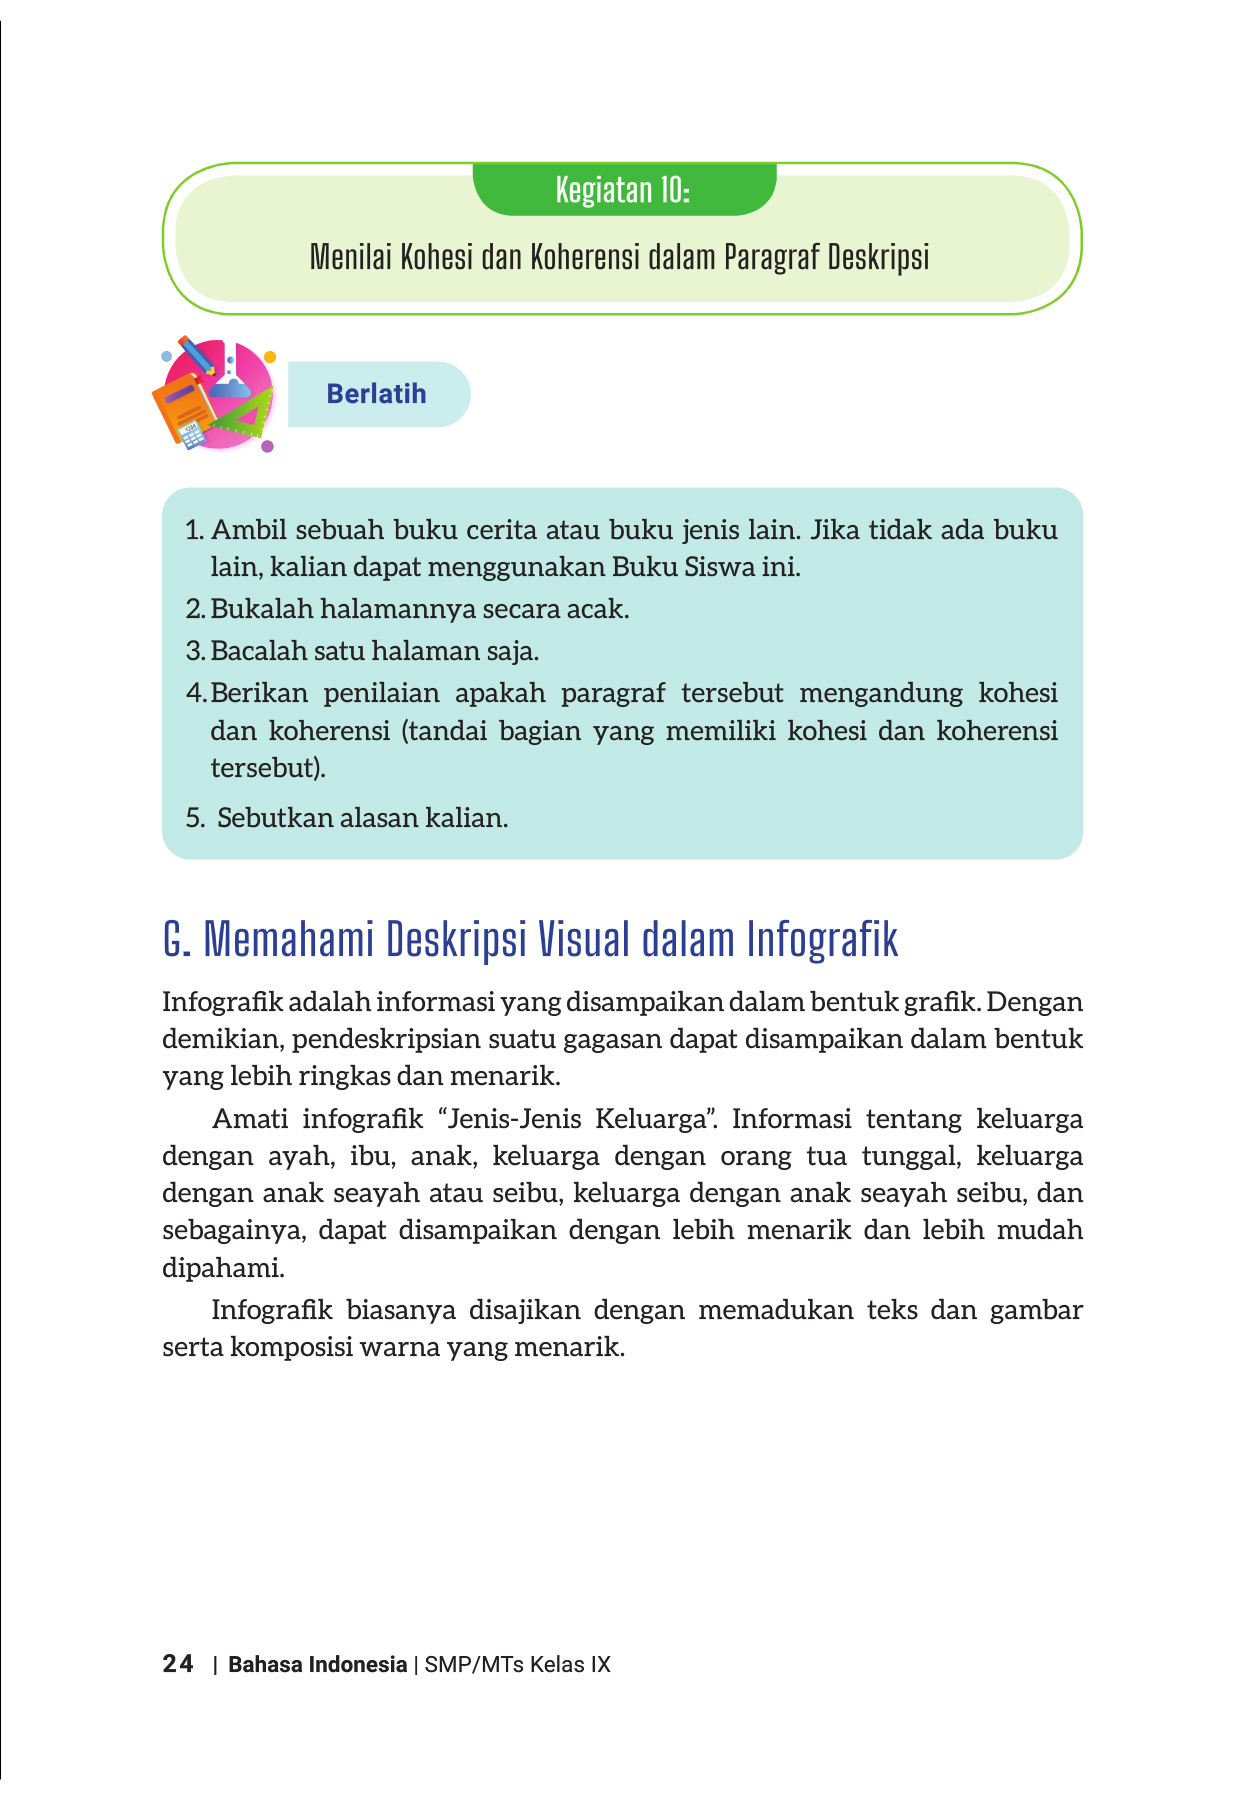 Kegiatan 10:
Menilai Kohesi dan Koherensi dalam Paragraf Deskripsi
Berlatih
1. Ambil sebuah buku cerita atau buku jenis lain. Jika tidak ada buku
lain, kalian dapat menggunakan Buku Siswa ini.
2. Bukalah halamannya secara acak.
3. Bacalah satu halaman saja.
4. Berikan penilaian apakah paragraf tersebut mengandung kohesi
dan koherensi (tandai bagian yang memiliki kohesi dan koherensi
tersebut).
5. Sebutkan alasan kalian.
G. Memahami Deskripsi Visual dalam Infografik
Infografik adalah informasi yang disampaikan dalam bentuk grafik. Dengan
demikian, pendeskripsian suatu gagasan dapat disampaikan dalam bentuk
yang lebih ringkas dan menarik.
Amati infografik “Jenis-Jenis Keluarga”. Informasi tentang keluarga
dengan ayah, ibu, anak, keluarga dengan orang tua tunggal, keluarga
dengan anak seayah atau seibu, keluarga dengan anak seayah seibu, dan
sebagainya, dapat disampaikan dengan lebih menarik dan lebih mudah
dipahami.
Infografik biasanya disajikan dengan memadukan teks dan gambar
serta komposisi warna yang menarik.
24 | Bahasa Indonesia | SMP/MTs Kelas IX